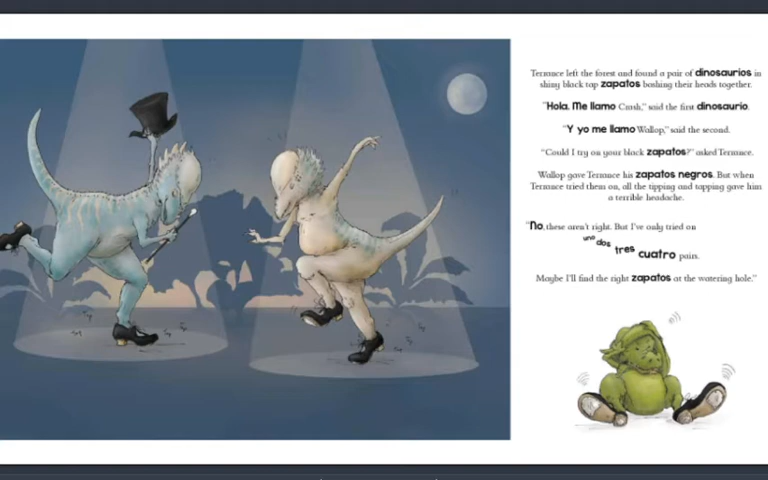 Terrance left the forest and found a pair of dinosaurios in
shiny black tap zapatos bashing their heads together.
"Hola. Me llamo Crash," said the first dinosaurio.
"Y yo me llamo Wallop," said the second.
"Could I try on your black zapatos?" asked Terrance.
Wallop gave Terrance his zapatos negros. But when
Terrance tried them on, all the tipping and tapping gave him
a terrible headache.
"No, these aren't right. But I've only tried on
uno dos tres cuatro pairs.
Maybe I'll find the right zapatos at the watering hole."